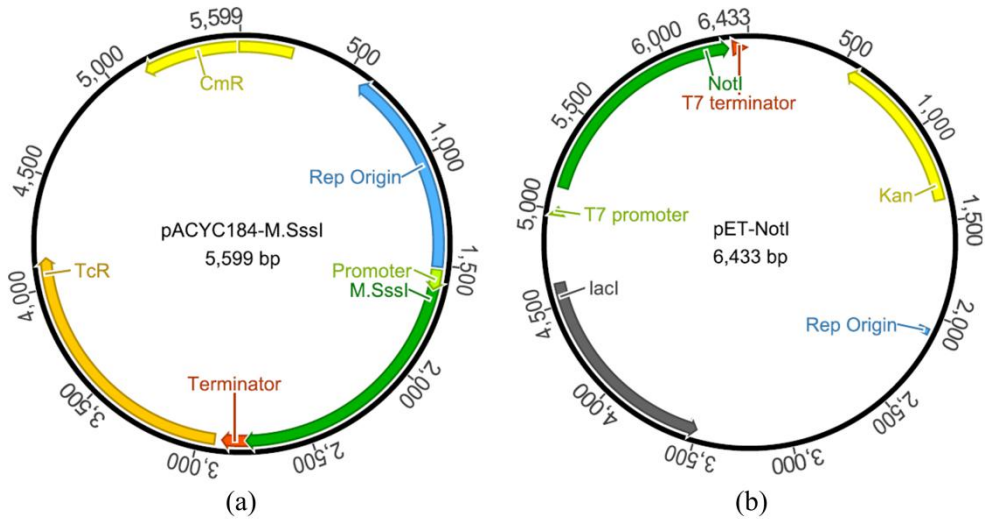 5,599
500
1,000
1,500
2,000
2,500
3,000
3,500
4,000
4,500
5,000
CmR
Rep Origin
pACYC184-M.SssI
5,599 bp
Promoter
M.SssI
TcR
Terminator
(a)
6,433
500
1,000
1,500
2,000
2,500
3,000
3,500
4,000
4,500
5,000
5,500
6,000
NotI
T7 terminator
Kan
T7 promoter
pET-NotI
6,433 bp
lacI
Rep Origin
(b)